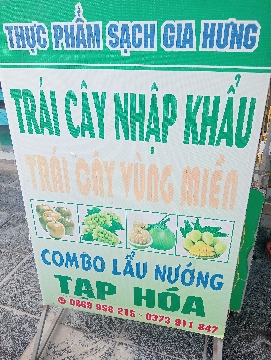 THỰC PHẨM SẠCH GIA HƯNG
TRÁI CÂY NHẬP KHẨU
TRÁI CÂY VÙNG MIỀN
COMBO LẨU NƯỚNG
TẠP HÓA
0869 958 215 - 0373 911 847